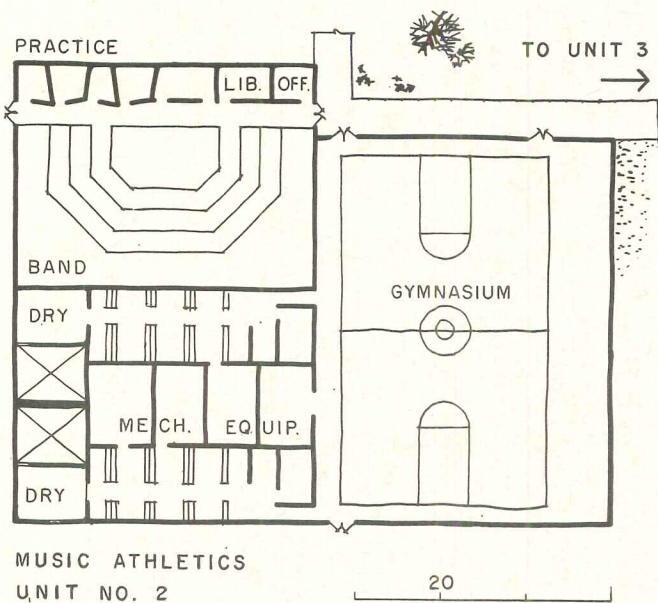 PRACTICE
TO UNIT 3
LIB.
OFF.
BAND
DRY
GYMNASIUM
MECH.
EQUIP.
DRY
MUSIC ATHLETICS
UNIT NO. 2
20